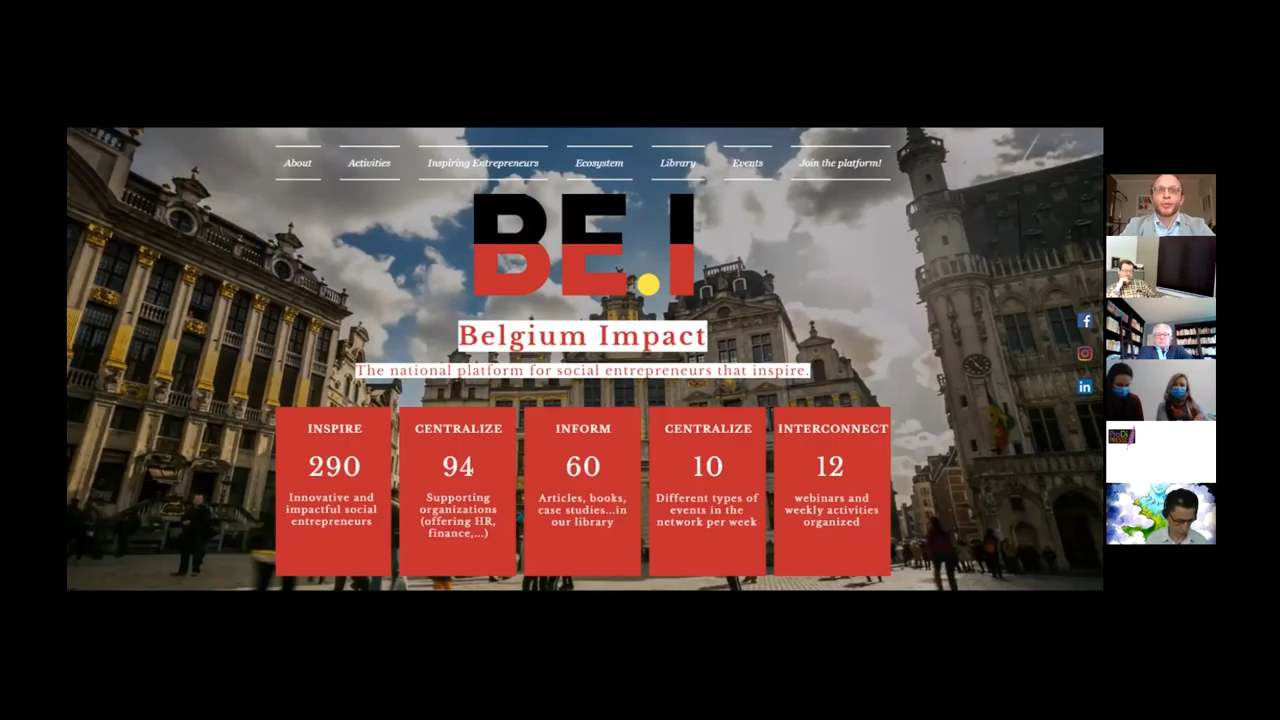 About
Activities
Inspiring Entrepreneurs
Ecosystem
Library
Events
Join the platform!
BE.I
Belgium Impact
The national platform for social entrepreneurs that inspire.
INSPIRE
290
Innovative and
impactful social
entrepreneurs
CENTRALIZE
94
Supporting
organizations
(offering HR,
finance,...)
INFORM
60
Articles, books,
case studies...in
our library
CENTRALIZE
10
Different types of
events in the
network per week
INTERCONNECT
12
webinars and
weekly activities
organized
f
in